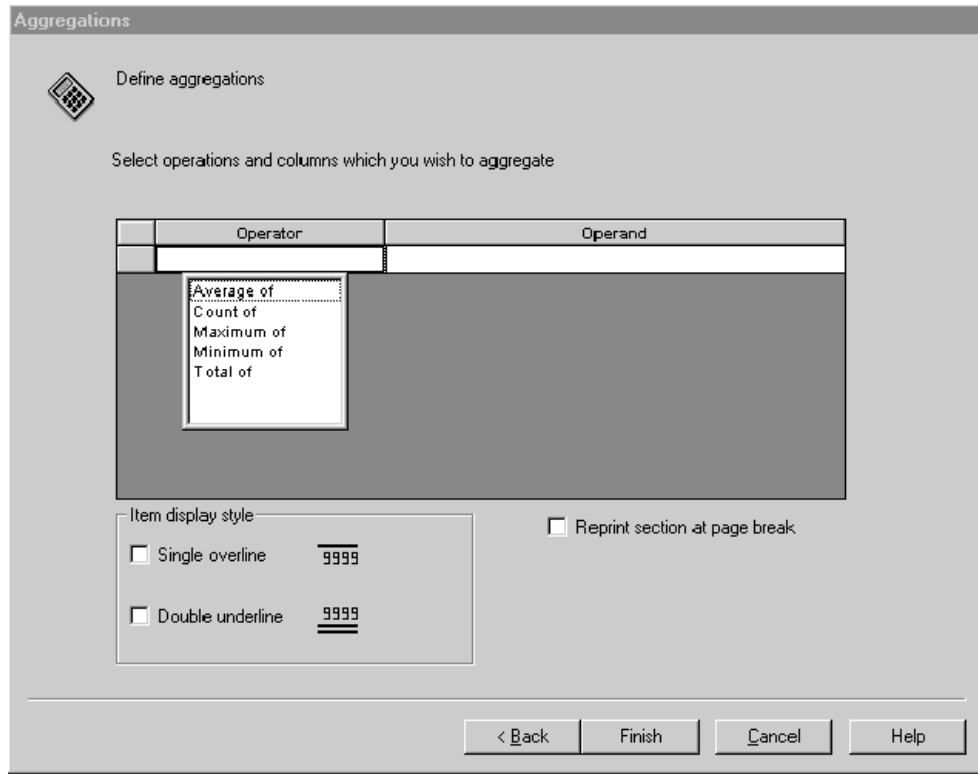 Aggregations
Define aggregations
Select operations and columns which you wish to aggregate
Operator Operand
Average of
Count of
Maximum of
Minimum of
Total of
Item display style
Reprint section at page break
Single overline 9999
Double underline 9999
< Back Finish Cancel Help